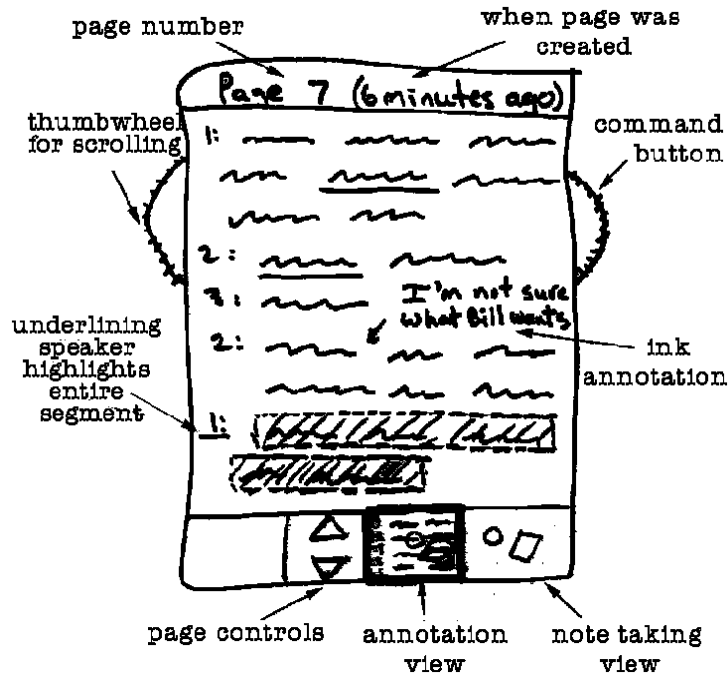 page number
when page was
created
Page 7 (6 minutes ago)
thumbwheel
for scrolling
command
button
1:
2:
3:
I'm not sure
what Bill wants
2:
underlining
speaker
highlights
entire
segment
ink
annotation
1:
page controls
annotation
view
note taking
view